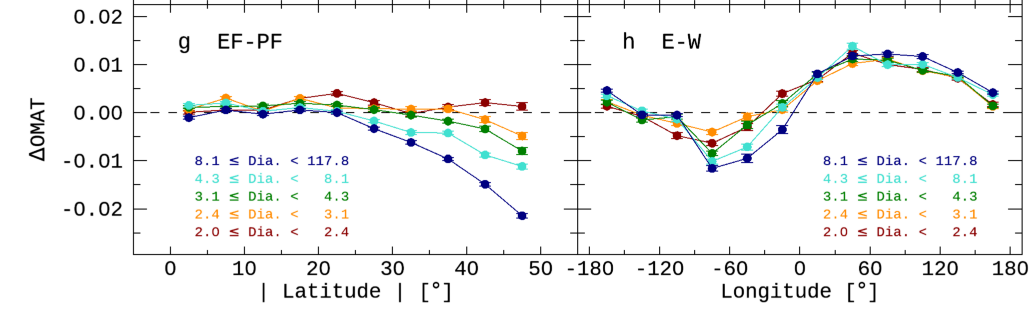 0.02
0.01
0.00
-0.01
-0.02
ΔOMAT
g EF-PF
8.1 ≤ Dia. < 117.8
4.3 ≤ Dia. < 8.1
3.1 ≤ Dia. < 4.3
2.4 ≤ Dia. < 3.1
2.0 ≤ Dia. < 2.4
0 10 20 30 40 50
| Latitude | [°]
h E-W
8.1 ≤ Dia. < 117.8
4.3 ≤ Dia. < 8.1
3.1 ≤ Dia. < 4.3
2.4 ≤ Dia. < 3.1
2.0 ≤ Dia. < 2.4
-180 -120 -60 0 60 120 180
Longitude [°]